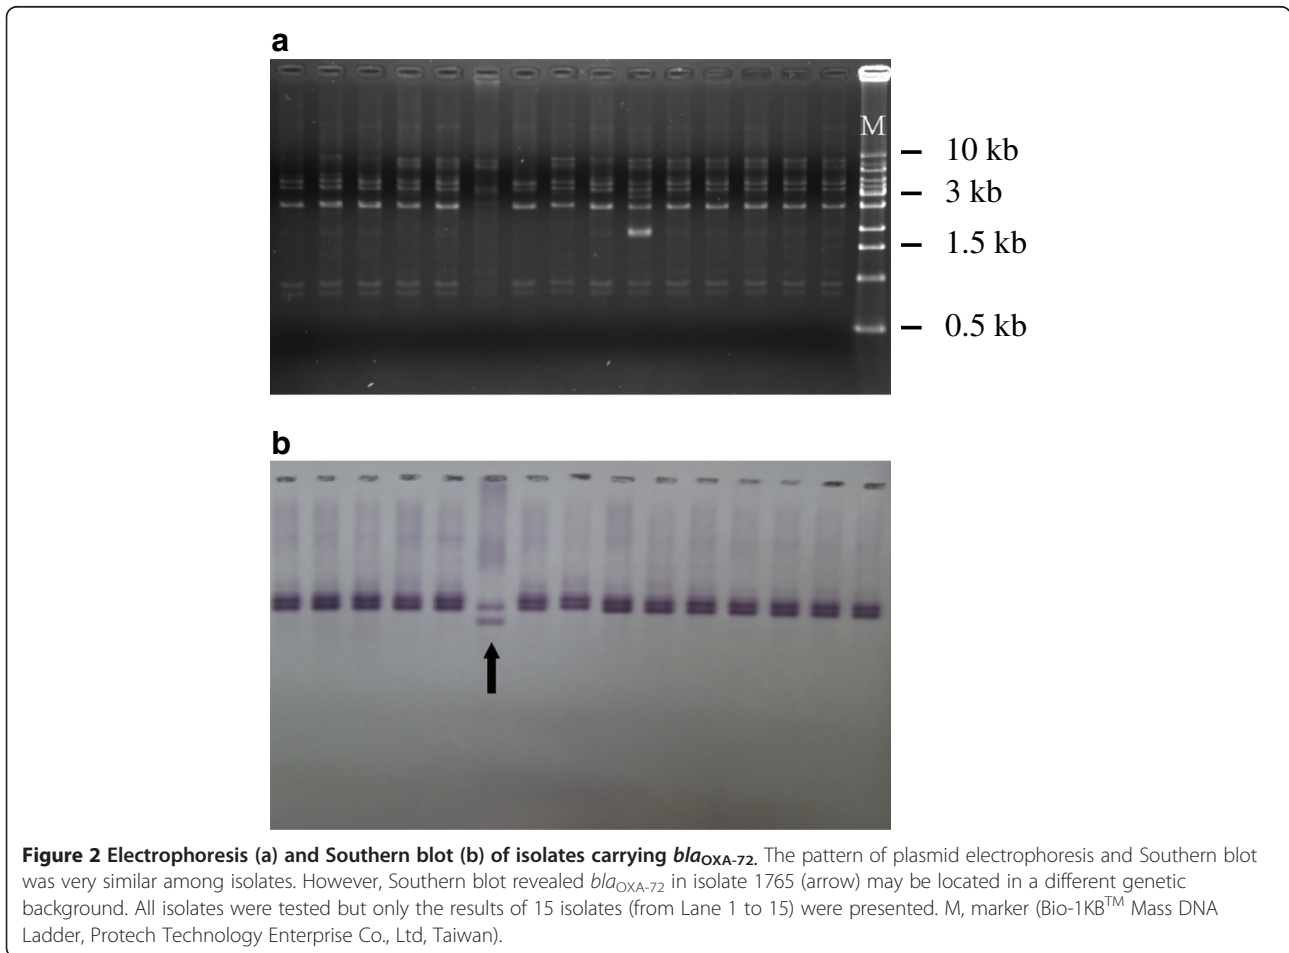 a
M
10 kb
3 kb
1.5 kb
0.5 kb
b
Figure 2 Electrophoresis (a) and Southern blot (b) of isolates carrying blaOXA-72. The pattern of plasmid electrophoresis and Southern blot
was very similar among isolates. However, Southern blot revealed blaOXA-72 in isolate 1765 (arrow) may be located in a different genetic
background. All isolates were tested but only the results of 15 isolates (from Lane 1 to 15) were presented. M, marker (Bio-1KB™ Mass DNA
Ladder, Protech Technology Enterprise Co., Ltd, Taiwan).